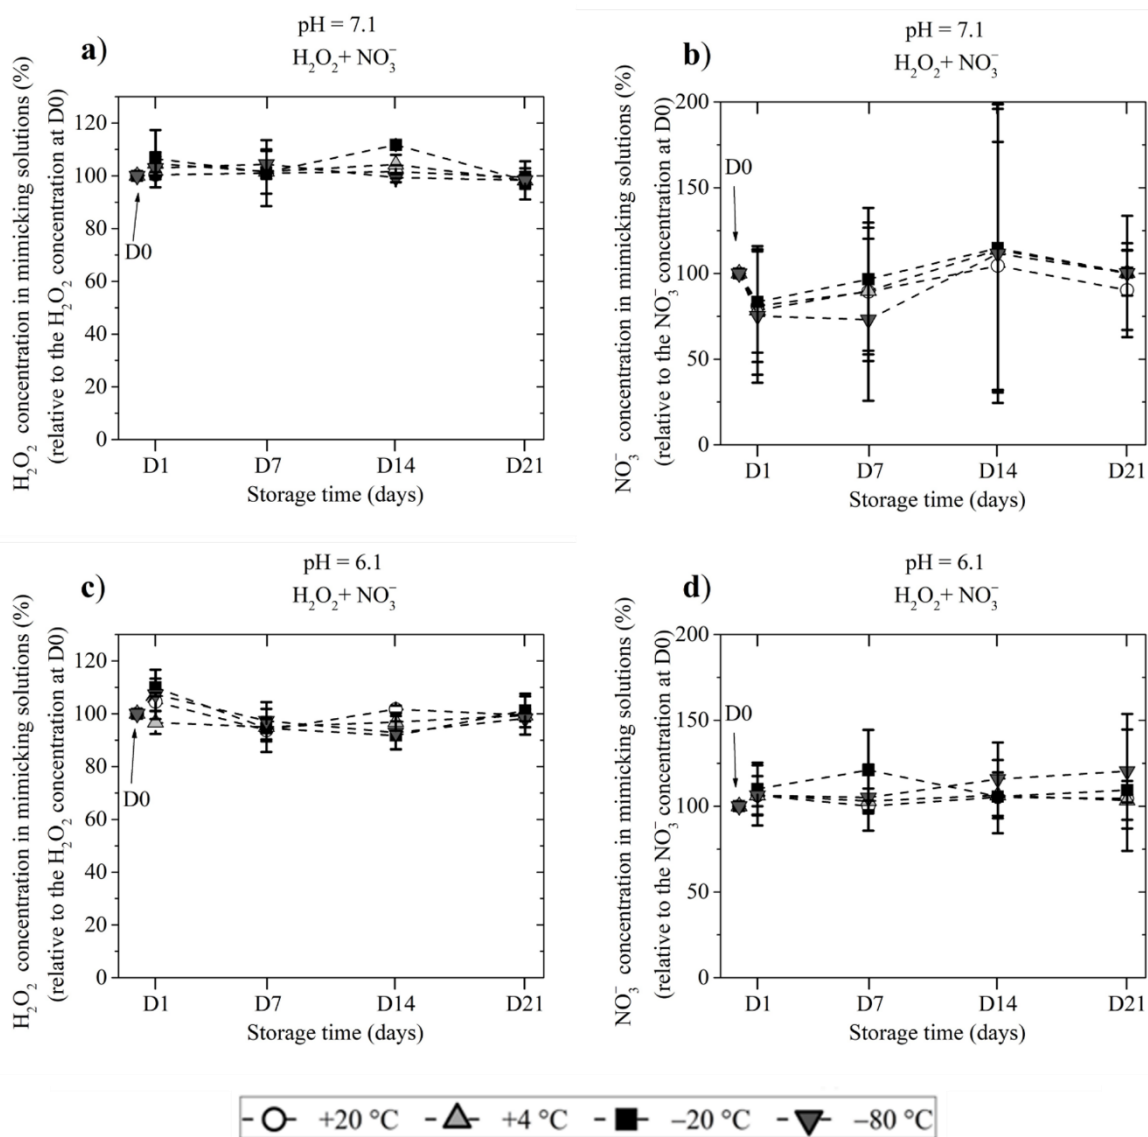 a)
pH = 7.1
H₂O₂+ NO₃⁻
H₂O₂ concentration in mimicking solutions (%)
(relative to the H₂O₂ concentration at D0)
120
100
80
60
40
20
0
D0
D1 D7 D14 D21
Storage time (days)
b)
pH = 7.1
H₂O₂+ NO₃⁻
NO₃⁻ concentration in mimicking solutions (%)
(relative to the NO₃⁻ concentration at D0)
200
150
100
50
0
D0
D1 D7 D14 D21
Storage time (days)
c)
pH = 6.1
H₂O₂+ NO₃⁻
H₂O₂ concentration in mimicking solutions (%)
(relative to the H₂O₂ concentration at D0)
120
100
80
60
40
20
0
D0
D1 D7 D14 D21
Storage time (days)
d)
pH = 6.1
H₂O₂+ NO₃⁻
NO₃⁻ concentration in mimicking solutions (%)
(relative to the NO₃⁻ concentration at D0)
200
150
100
50
0
D0
D1 D7 D14 D21
Storage time (days)
+20 °C +4 °C −20 °C −80 °C